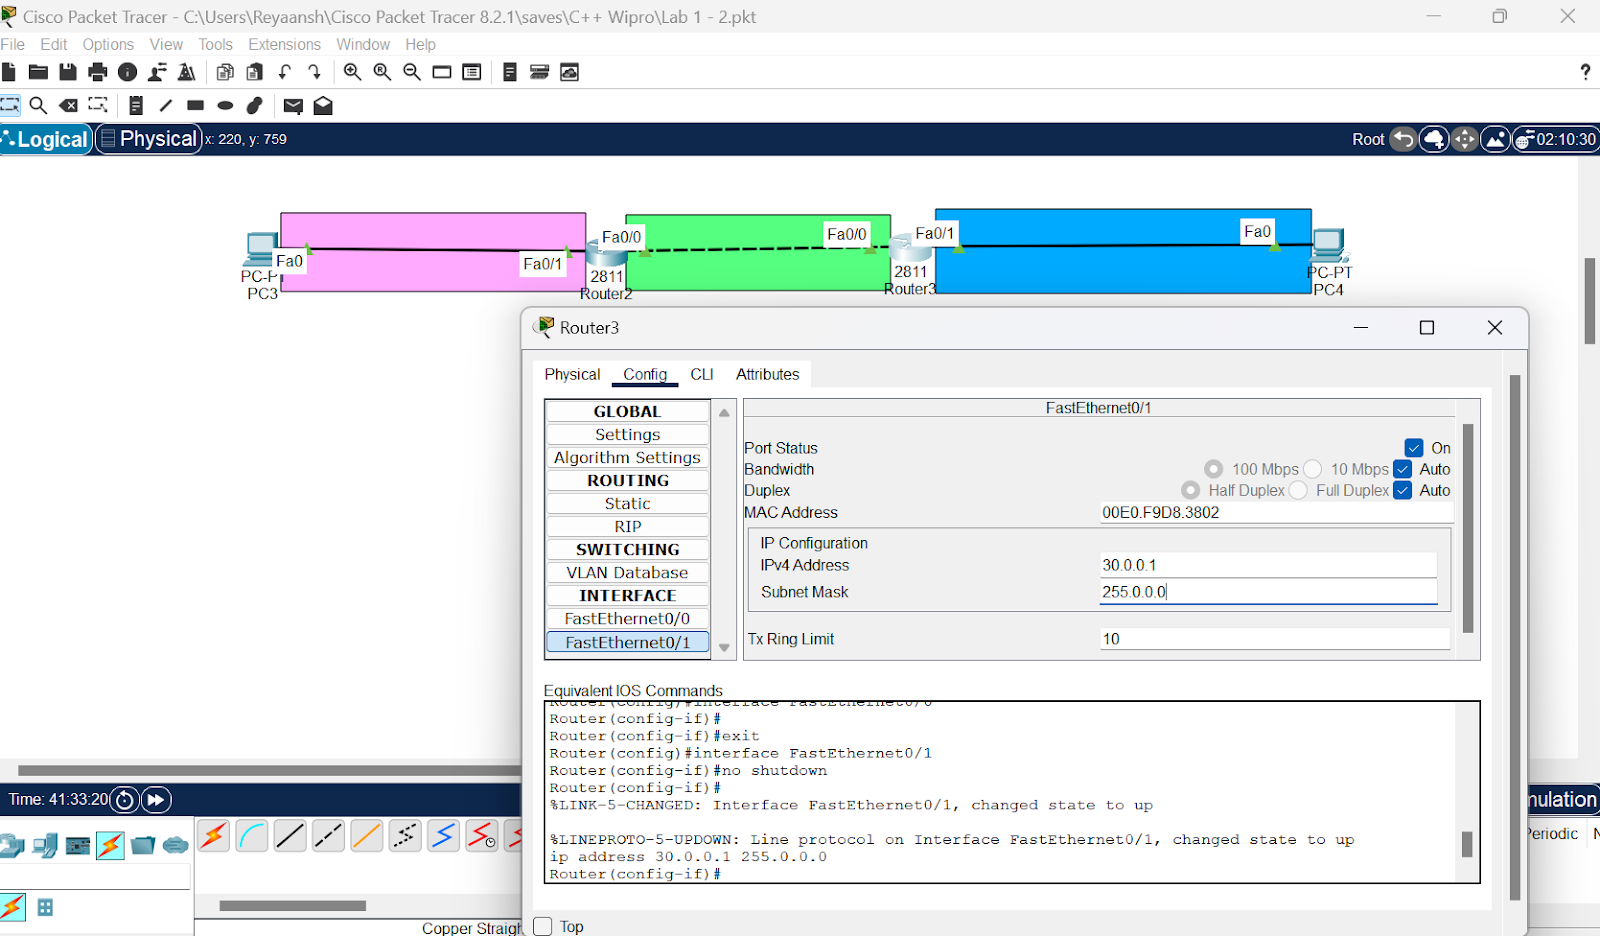 Cisco Packet Tracer - C:\Users\Reyaansh\Cisco Packet Tracer 8.2.1\saves\C++ Wipro\Lab 1 - 2.pkt
File Edit Options View Tools Extensions Window Help
?
Logical Physical x: 220, y: 759 Root 02:10:30
Fa0/0 Fa0/0 Fa0/1 Fa0
Fa0 Fa0/1
PC-P 2811 2811 PC-PT
PC3 Router2 Router3 PC4
Router3
Physical Config CLI Attributes
GLOBAL
Settings
Algorithm Settings
ROUTING
Static
RIP
SWITCHING
VLAN Database
INTERFACE
FastEthernet0/0
FastEthernet0/1
FastEthernet0/1
Port Status On
Bandwidth 100 Mbps 10 Mbps Auto
Duplex Half Duplex Full Duplex Auto
MAC Address 00E0.F9D8.3802
IP Configuration
IPv4 Address 30.0.0.1
Subnet Mask 255.0.0.0
Tx Ring Limit 10
Equivalent IOS Commands
Router(config)#interface FastEthernet0/0
Router(config-if)#
Router(config-if)#exit
Router(config)#interface FastEthernet0/1
Router(config-if)#no shutdown
Router(config-if)#
%LINK-5-CHANGED: Interface FastEthernet0/1, changed state to up
%LINEPROTO-5-UPDOWN: Line protocol on Interface FastEthernet0/1, changed state to up
ip address 30.0.0.1 255.0.0.0
Router(config-if)#
Top
Time: 41:33:20
mulation
Periodic N
Copper Straigh